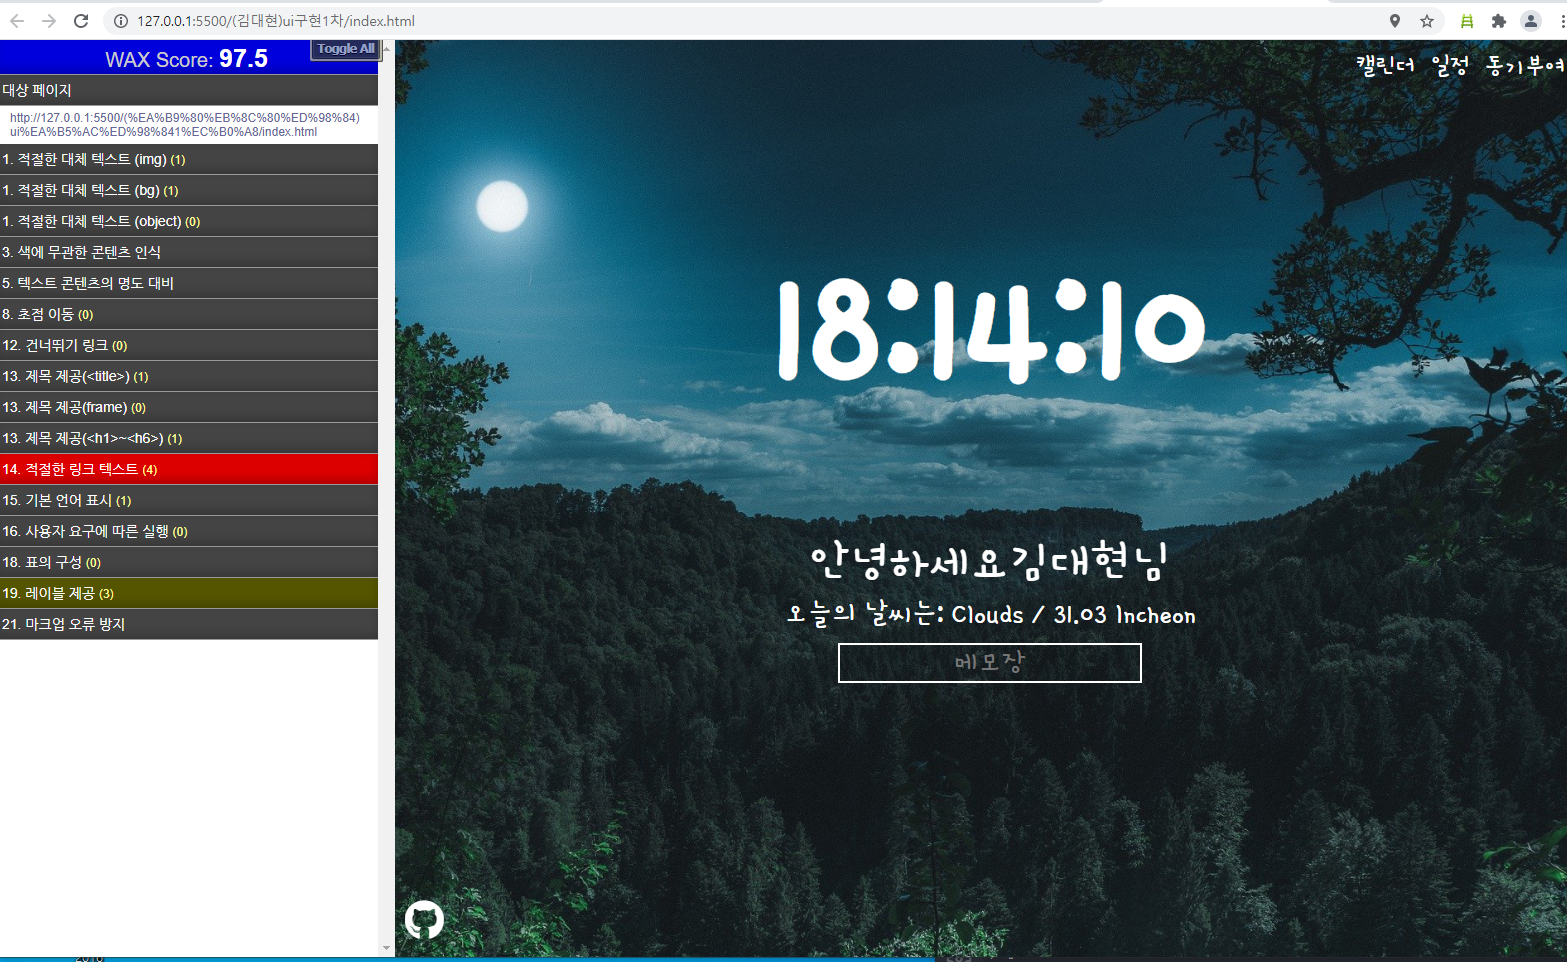 127.0.0.1:5500/(김대현)ui구현1차/index.html
WAX Score: 97.5
Toggle All
대상 페이지
http://127.0.0.1:5500/(%EA%B9%80%EB%8C%80%ED%98%84)
ui%EA%B5%AC%ED%98%841%EC%B0%A8/index.html
1. 적절한 대체 텍스트 (img) (1)
1. 적절한 대체 텍스트 (bg) (1)
1. 적절한 대체 텍스트 (object) (0)
3. 색에 무관한 콘텐츠 인식
5. 텍스트 콘텐츠의 명도 대비
8. 초점 이동 (0)
12. 건너뛰기 링크 (0)
13. 제목 제공(<title>) (1)
13. 제목 제공(frame) (0)
13. 제목 제공(<h1>~<h6>) (1)
14. 적절한 링크 텍스트 (4)
15. 기본 언어 표시 (1)
16. 사용자 요구에 따른 실행 (0)
18. 표의 구성 (0)
19. 레이블 제공 (3)
21. 마크업 오류 방지
캘린더 일정 동기부여
18:14:10
안녕하세요김대현님
오늘의 날씨는: Clouds / 31.03 Incheon
메모장